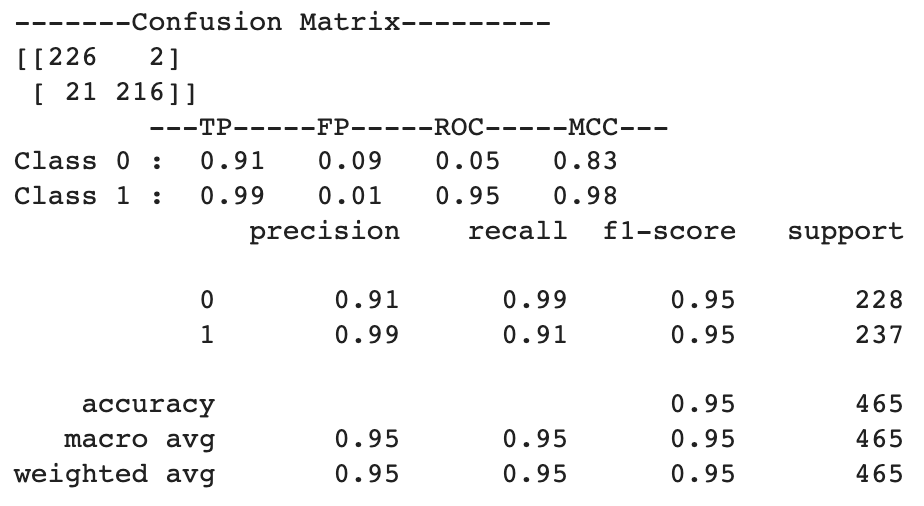 -------Confusion Matrix---------
[[226   2]
 [ 21 216]]
        ---TP-----FP-----ROC-----MCC---
Class 0 :  0.91   0.09   0.05   0.83
Class 1 :  0.99   0.01   0.95   0.98
              precision    recall  f1-score   support

           0       0.91      0.99      0.95       228
           1       0.99      0.91      0.95       237

    accuracy                           0.95       465
   macro avg       0.95      0.95      0.95       465
weighted avg       0.95      0.95      0.95       465